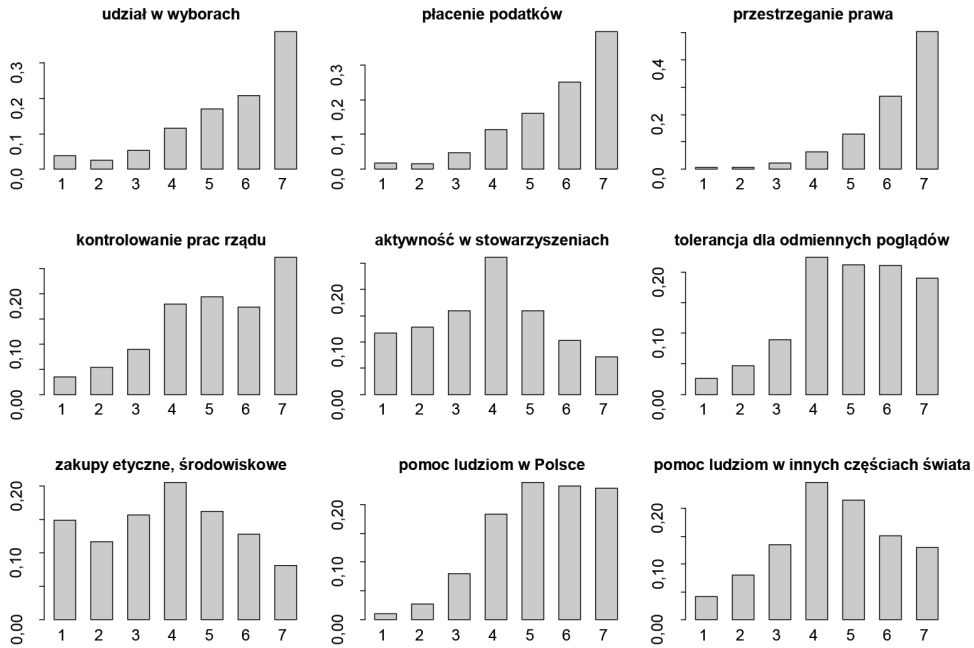 udział w wyborach
płacenie podatków
przestrzeganie prawa
0,0 0,1 0,2 0,3
1 2 3 4 5 6 7
0,0 0,1 0,2 0,3
1 2 3 4 5 6 7
0,0 0,2 0,4
1 2 3 4 5 6 7
kontrolowanie prac rządu
aktywność w stowarzyszeniach
tolerancja dla odmiennych poglądów
0,00 0,10 0,20
1 2 3 4 5 6 7
0,00 0,10 0,20
1 2 3 4 5 6 7
0,00 0,10 0,20
1 2 3 4 5 6 7
zakupy etyczne, środowiskowe
pomoc ludziom w Polsce
pomoc ludziom w innych częściach świata
0,00 0,10 0,20
1 2 3 4 5 6 7
0,00 0,10 0,20
1 2 3 4 5 6 7
0,00 0,10 0,20
1 2 3 4 5 6 7